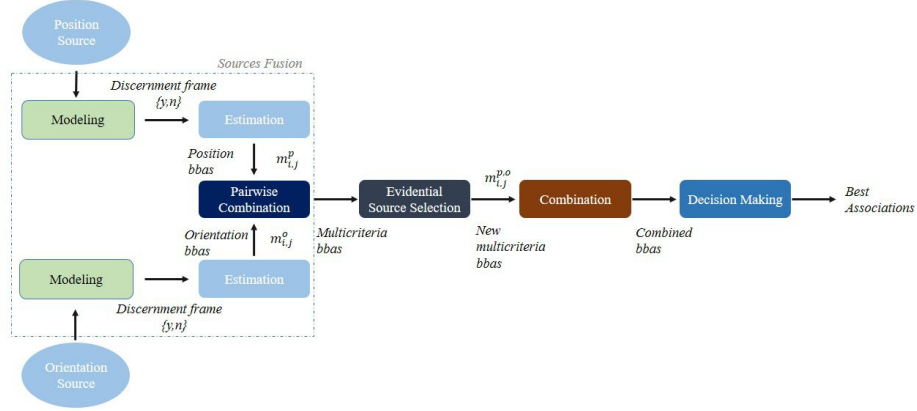 Position
Source
Sources Fusion
Discernment frame
{y,n}
Modeling
Estimation
Position
bbas
m^p_{i,j}
Pairwise
Combination
Evidential
Source Selection
m^{p.o}_{i,j}
Combination
Decision Making
Best
Associations
Orientation
bbas
m^o_{i,j}
Multicriteria
bbas
New
multicriteria
bbas
Combined
bbas
Modeling
Estimation
Discernment frame
{y,n}
Orientation
Source